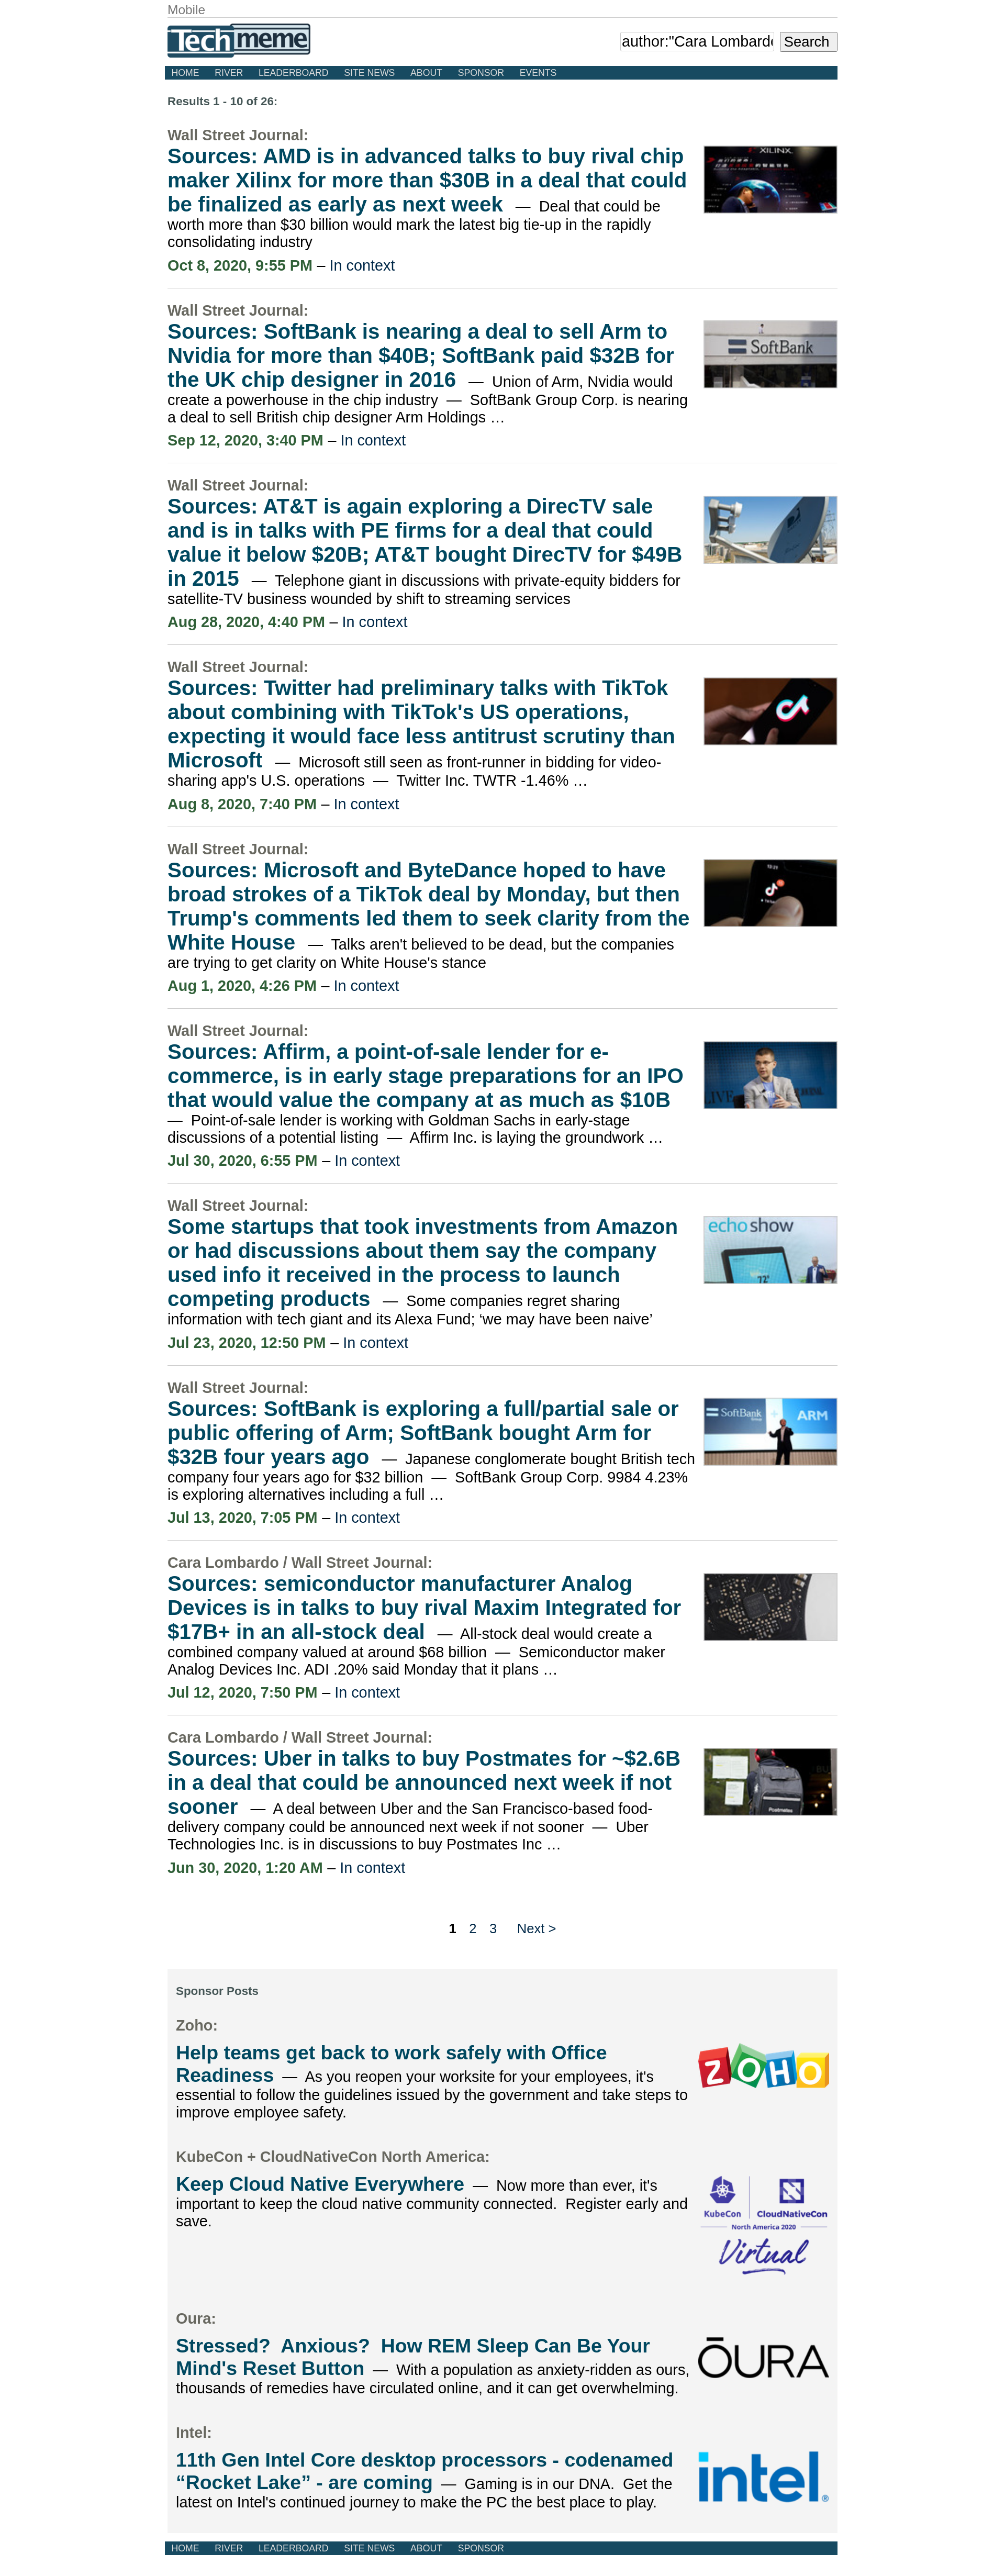 Mobile
Techmeme
author:"Cara Lombardo
Search
HOME RIVER LEADERBOARD SITE NEWS ABOUT SPONSOR EVENTS
Results 1 - 10 of 26:
Wall Street Journal:
Sources: AMD is in advanced talks to buy rival chip
maker Xilinx for more than $30B in a deal that could
be finalized as early as next week — Deal that could be
worth more than $30 billion would mark the latest big tie-up in the rapidly
consolidating industry
XILINX
Oct 8, 2020, 9:55 PM – In context
Wall Street Journal:
Sources: SoftBank is nearing a deal to sell Arm to
Nvidia for more than $40B; SoftBank paid $32B for
the UK chip designer in 2016 — Union of Arm, Nvidia would
create a powerhouse in the chip industry — SoftBank Group Corp. is nearing
a deal to sell British chip designer Arm Holdings …
SoftBank
Sep 12, 2020, 3:40 PM – In context
Wall Street Journal:
Sources: AT&T is again exploring a DirecTV sale
and is in talks with PE firms for a deal that could
value it below $20B; AT&T bought DirecTV for $49B
in 2015 — Telephone giant in discussions with private-equity bidders for
satellite-TV business wounded by shift to streaming services
Aug 28, 2020, 4:40 PM – In context
Wall Street Journal:
Sources: Twitter had preliminary talks with TikTok
about combining with TikTok's US operations,
expecting it would face less antitrust scrutiny than
Microsoft — Microsoft still seen as front-runner in bidding for video-
sharing app's U.S. operations — Twitter Inc. TWTR -1.46% …
Aug 8, 2020, 7:40 PM – In context
Wall Street Journal:
Sources: Microsoft and ByteDance hoped to have
broad strokes of a TikTok deal by Monday, but then
Trump's comments led them to seek clarity from the
White House — Talks aren't believed to be dead, but the companies
are trying to get clarity on White House's stance
Aug 1, 2020, 4:26 PM – In context
Wall Street Journal:
Sources: Affirm, a point-of-sale lender for e-
commerce, is in early stage preparations for an IPO
that would value the company at as much as $10B
— Point-of-sale lender is working with Goldman Sachs in early-stage
discussions of a potential listing — Affirm Inc. is laying the groundwork …
Jul 30, 2020, 6:55 PM – In context
Wall Street Journal:
Some startups that took investments from Amazon
or had discussions about them say the company
used info it received in the process to launch
competing products — Some companies regret sharing
information with tech giant and its Alexa Fund; ‘we may have been naive’
echo show
72°
Jul 23, 2020, 12:50 PM – In context
Wall Street Journal:
Sources: SoftBank is exploring a full/partial sale or
public offering of Arm; SoftBank bought Arm for
$32B four years ago — Japanese conglomerate bought British tech
company four years ago for $32 billion — SoftBank Group Corp. 9984 4.23%
is exploring alternatives including a full …
SoftBank ARM
Jul 13, 2020, 7:05 PM – In context
Cara Lombardo / Wall Street Journal:
Sources: semiconductor manufacturer Analog
Devices is in talks to buy rival Maxim Integrated for
$17B+ in an all-stock deal — All-stock deal would create a
combined company valued at around $68 billion — Semiconductor maker
Analog Devices Inc. ADI .20% said Monday that it plans …
Jul 12, 2020, 7:50 PM – In context
Cara Lombardo / Wall Street Journal:
Sources: Uber in talks to buy Postmates for ~$2.6B
in a deal that could be announced next week if not
sooner — A deal between Uber and the San Francisco-based food-
delivery company could be announced next week if not sooner — Uber
Technologies Inc. is in discussions to buy Postmates Inc …
Postmates
Jun 30, 2020, 1:20 AM – In context
1 2 3 Next >
Sponsor Posts
Zoho:
Help teams get back to work safely with Office
Readiness — As you reopen your worksite for your employees, it's
essential to follow the guidelines issued by the government and take steps to
improve employee safety.
ZOHO
KubeCon + CloudNativeCon North America:
Keep Cloud Native Everywhere — Now more than ever, it's
important to keep the cloud native community connected. Register early and
save.
KubeCon CloudNativeCon
North America 2020
Virtual
Oura:
Stressed? Anxious? How REM Sleep Can Be Your
Mind's Reset Button — With a population as anxiety-ridden as ours,
thousands of remedies have circulated online, and it can get overwhelming.
ŌURA
Intel:
11th Gen Intel Core desktop processors - codenamed
“Rocket Lake” - are coming — Gaming is in our DNA. Get the
latest on Intel's continued journey to make the PC the best place to play.
intel®
HOME RIVER LEADERBOARD SITE NEWS ABOUT SPONSOR